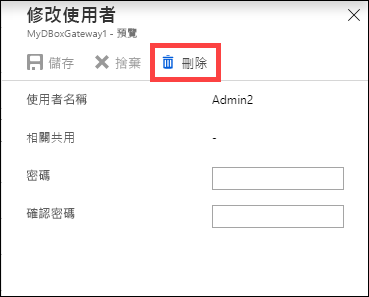 修改使用者
MyDBoxGateway1 - 預覽
儲存 捨棄 刪除
使用者名稱 Admin2
相關共用 -
密碼
確認密碼